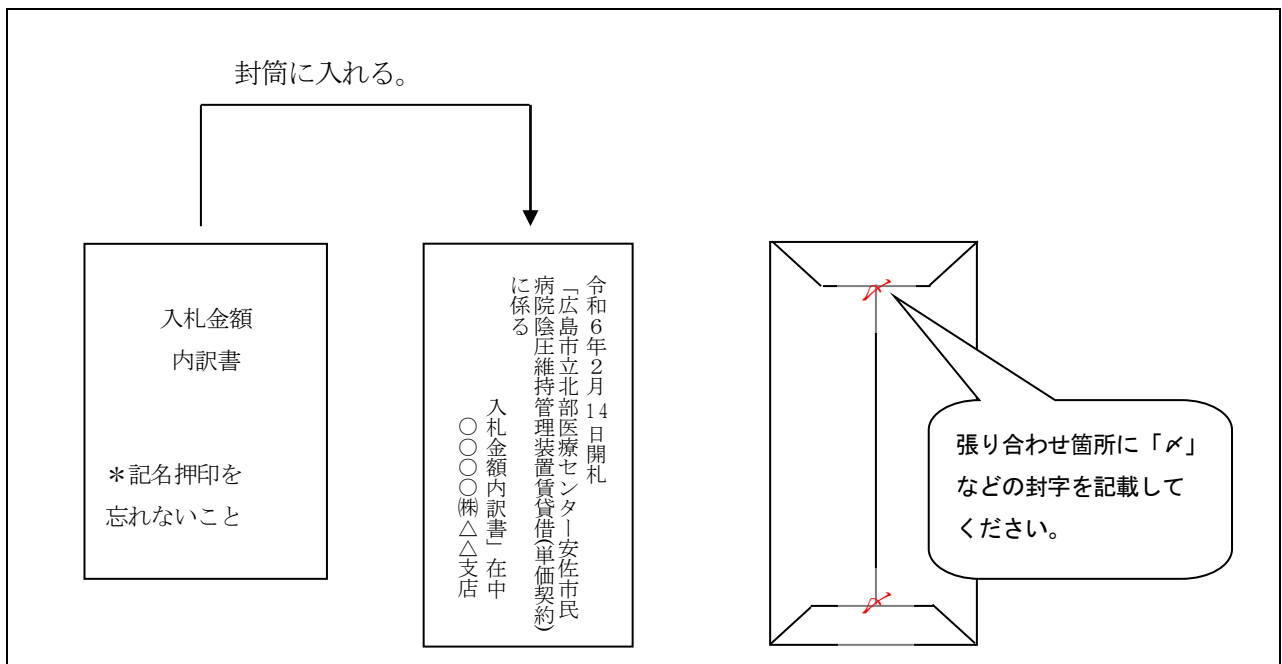 封筒に入れる。
入札金額
内訳書
*記名押印を
忘れないこと
令和6年2月14日開札
「広島市立北部医療センター安佐市民
病院陰圧維持管理装置賃貸借(単価契約)
に係る
入札金額内訳書」在中
○○○○㈱△△支店
〆
〆
張り合わせ箇所に「〆」
などの封字を記載して
ください。